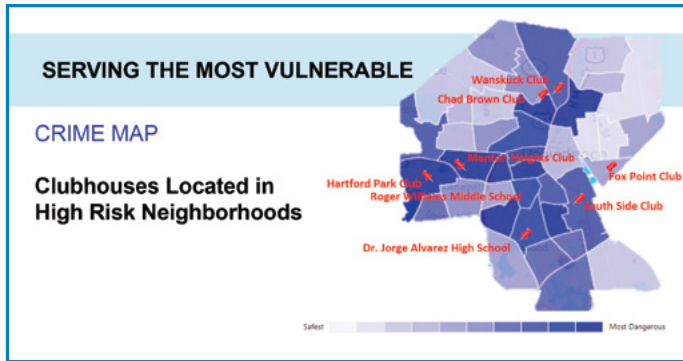 SERVING THE MOST VULNERABLE
CRIME MAP
Clubhouses Located in
High Risk Neighborhoods
Wanskuck Club
Chad Brown Club
Manton Heights Club
Hartford Park Club
Fox Point Club
Roger Williams Middle School
South Side Club
Dr. Jorge Alvarez High School
Safest
Most Dangerous